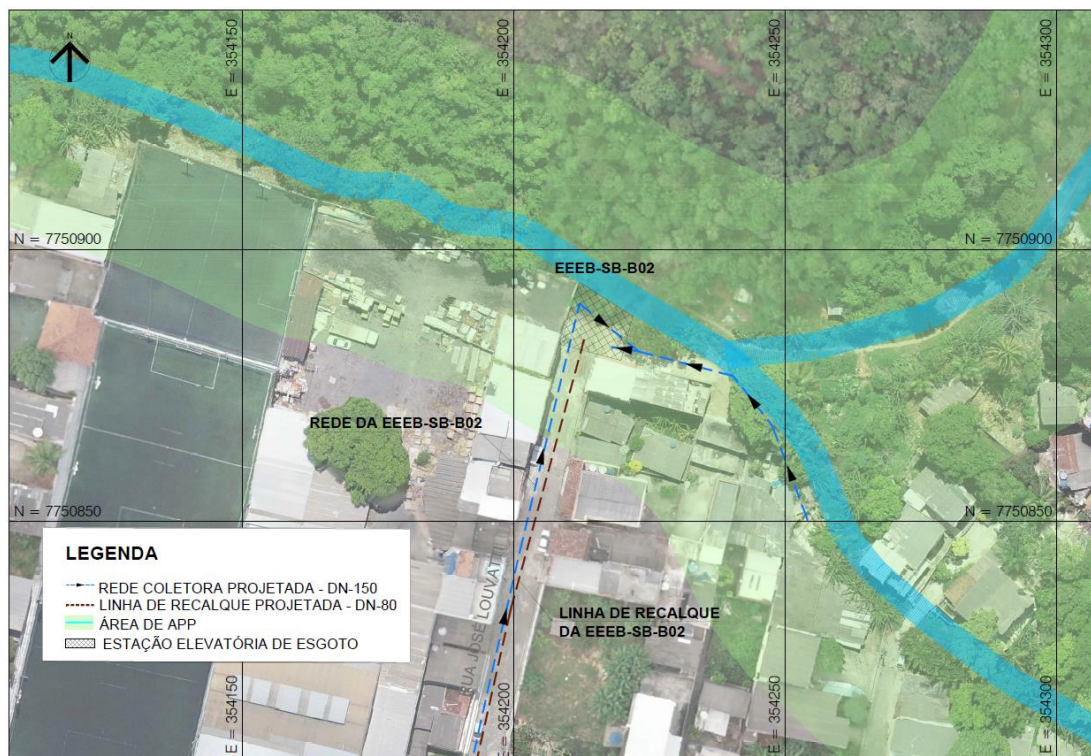 N
E = 354150
E = 354200
E = 354250
E = 354300
N = 7750900
N = 7750900
EEEB-SB-B02
REDE DA EEEB-SB-B02
N = 7750850
N = 7750850
LEGENDA
REDE COLETORA PROJETADA - DN-150
LINHA DE RECALQUE PROJETADA - DN-80
ÁREA DE APP
ESTAÇÃO ELEVATÓRIA DE ESGOTO
RUA JOSÉ
LINHA DE RECALQUE
DA EEEB-SB-B02
E = 354150
E = 354200
E = 354250
E = 354300